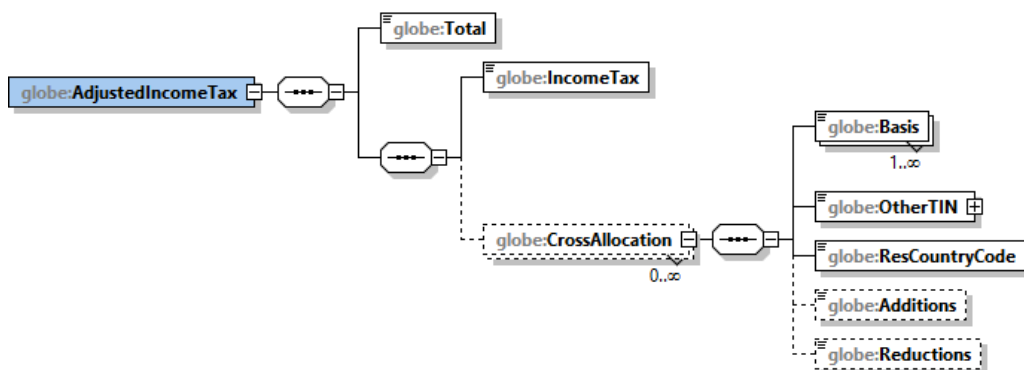 globe:Total
globe:IncomeTax
globe:AdjustedIncomeTax
globe:Basis
1..∞
globe:OtherTIN
globe:CrossAllocation
0..∞
globe:ResCountryCode
globe:Additions
globe:Reductions